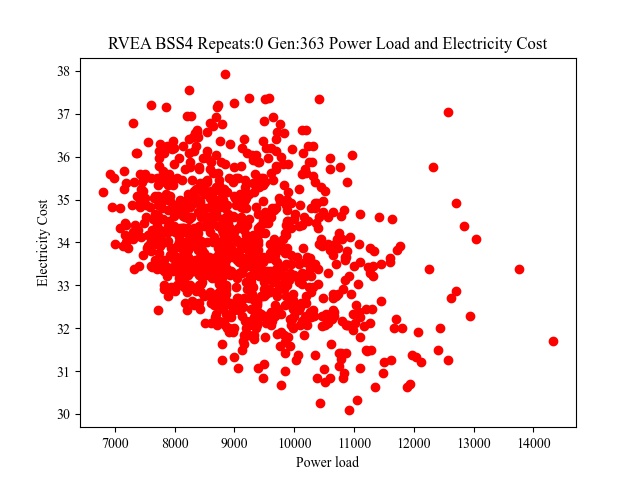 RVEA BSS4 Repeats:0 Gen:363 Power Load and Electricity Cost
38
37
36
35
34
33
32
31
30
Electricity Cost
7000 8000 9000 10000 11000 12000 13000 14000
Power load